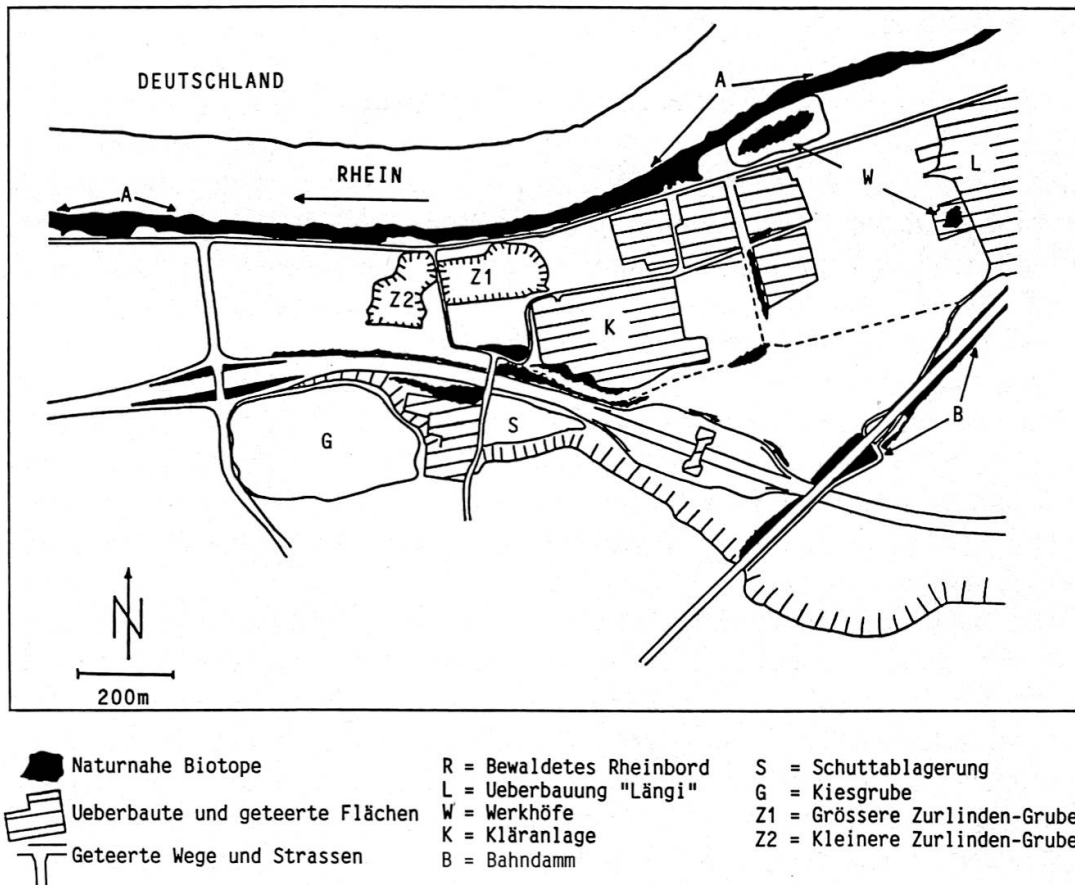 DEUTSCHLAND
A
RHEIN
A
W
L
Z2
Z1
K
B
G
S
N
200m
Naturnahe Biotope
Ueberbaute und geteerte Flächen
Geteerte Wege und Strassen
R = Bewaldetes Rheinbord
L = Ueberbauung "Längi"
W = Werkhöfe
K = Kläranlage
B = Bahndamm
S = Schuttablagerung
G = Kiesgrube
Z1 = Grössere Zurlinden-Grube
Z2 = Kleinere Zurlinden-Grube